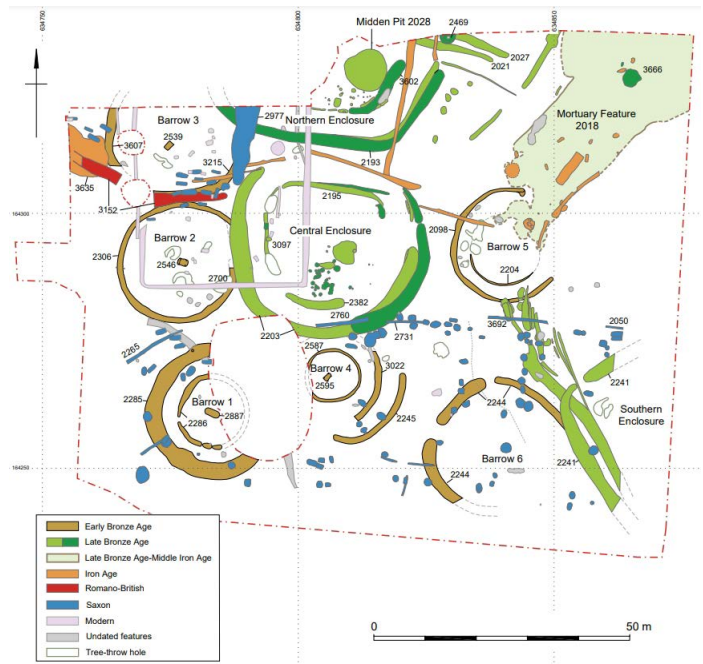 634750
634800
634850
Midden Pit 2028
2469
2027
2021
3602
3666
Mortuary Feature
2018
Barrow 3
2977
Northern Enclosure
2539
3607
2193
3215
3635
3152
2195
164300
Central Enclosure
2098
Barrow 2
Barrow 5
2306
3097
2546
2204
2700
2382
2760
3692
2050
2203
2731
2265
2587
Barrow 4
3022
2595
2241
2285
Barrow 1
2887
2244
2286
2245
Southern
Enclosure
Barrow 6
2244
2241
164250
Early Bronze Age
Late Bronze Age
Late Bronze Age-Middle Iron Age
Iron Age
Romano-British
Saxon
Modern
Undated features
Tree-throw hole
0
50 m